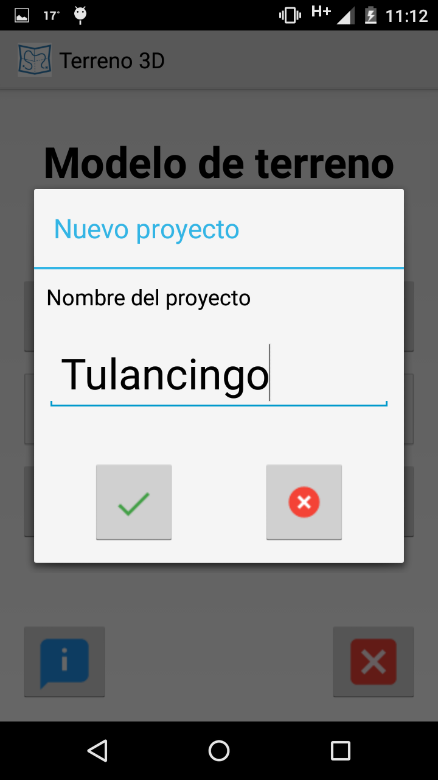 17° H+ 11:12
Terreno 3D
Modelo de terreno
Nuevo proyecto
Nombre del proyecto
Tulancingo